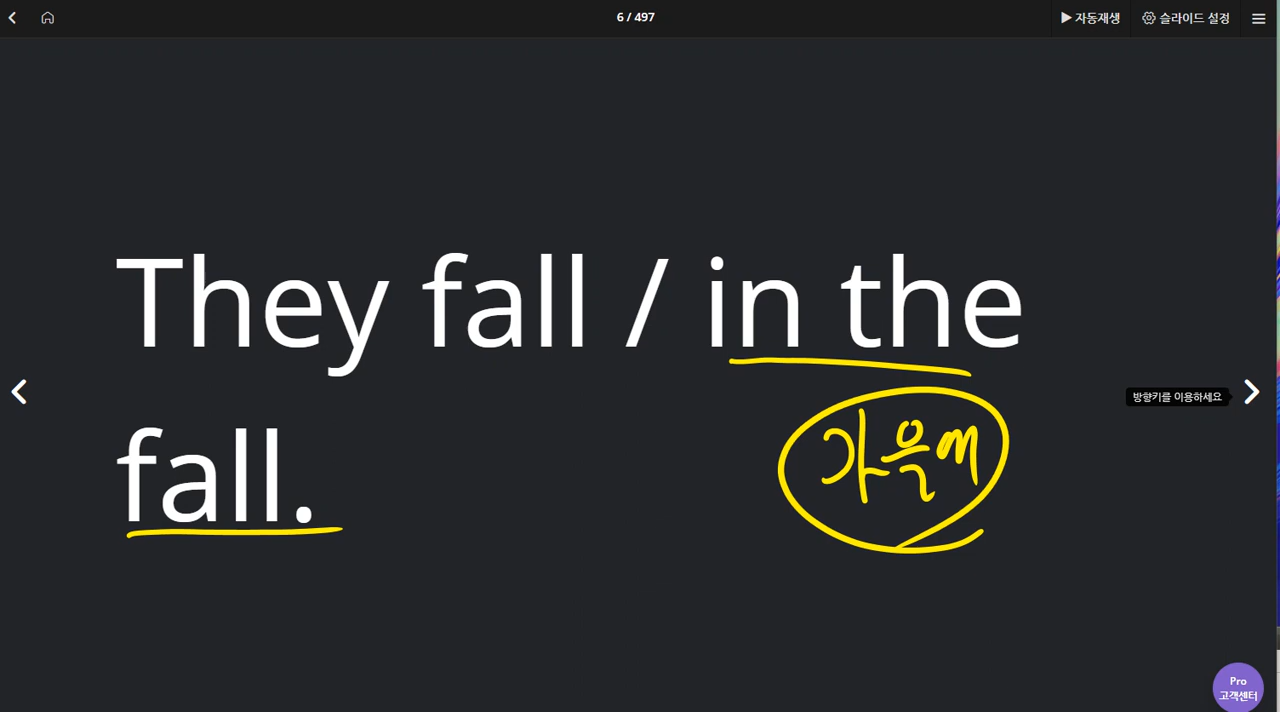 6 / 497
자동재생
슬라이드 설정
They fall / in the
fall.
가을에
방향키를 이용하세요
Pro
고객센터